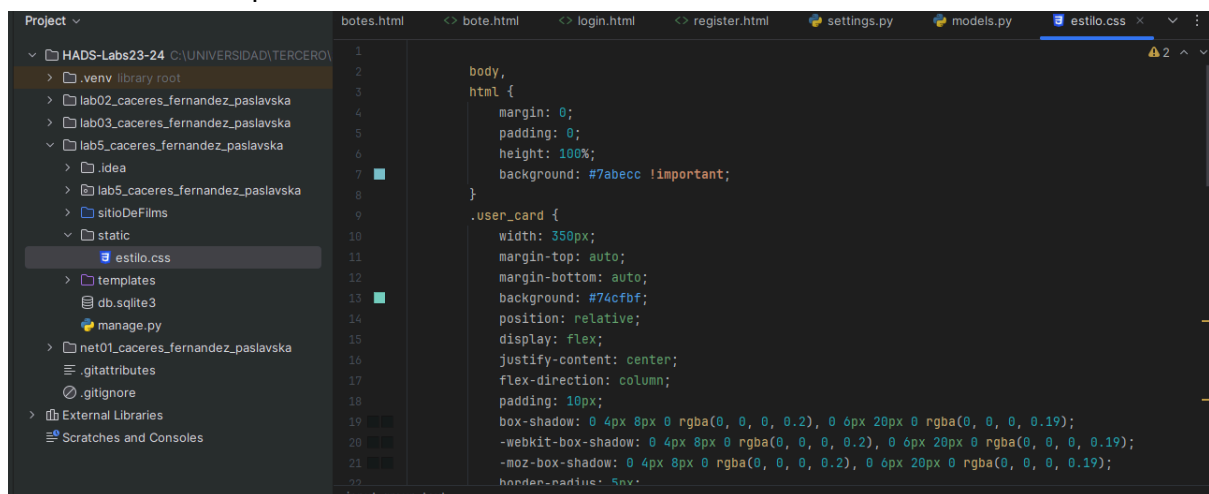 Project
botes.html
bote.html
login.html
register.html
settings.py
models.py
estilo.css
HADS-Labs23-24 C:\UNIVERSIDAD\TERCERO\
.venv library root
lab02_caceres_fernandez_paslavska
lab03_caceres_fernandez_paslavska
lab5_caceres_fernandez_paslavska
.idea
lab5_caceres_fernandez_paslavska
sitioDeFilms
static
estilo.css
templates
db.sqlite3
manage.py
net01_caceres_fernandez_paslavska
.gitattributes
.gitignore
External Libraries
Scratches and Consoles
2
1
2 body,
3 html {
4 margin: 0;
5 padding: 0;
6 height: 100%;
7 background: #7abecc !important;
8 }
9 .user_card {
10 width: 350px;
11 margin-top: auto;
12 margin-bottom: auto;
13 background: #74cfbf;
14 position: relative;
15 display: flex;
16 justify-content: center;
17 flex-direction: column;
18 padding: 10px;
19 box-shadow: 0 4px 8px 0 rgba(0, 0, 0, 0.2), 0 6px 20px 0 rgba(0, 0, 0, 0.19);
20 -webkit-box-shadow: 0 4px 8px 0 rgba(0, 0, 0, 0.2), 0 6px 20px 0 rgba(0, 0, 0, 0.19);
21 -moz-box-shadow: 0 4px 8px 0 rgba(0, 0, 0, 0.2), 0 6px 20px 0 rgba(0, 0, 0, 0.19);
22 border-radius: 5px;